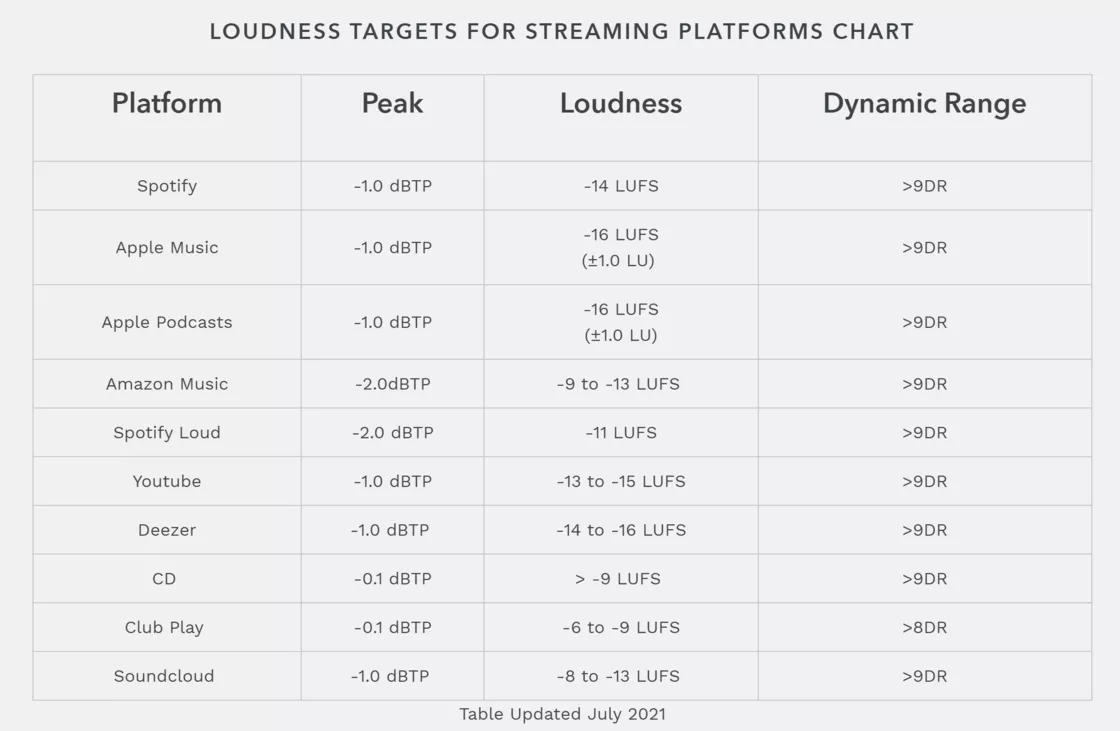 LOUDNESS TARGETS FOR STREAMING PLATFORMS CHART
Platform Peak Loudness Dynamic Range
Spotify -1.0 dBTP -14 LUFS >9DR
Apple Music -1.0 dBTP -16 LUFS (±1.0 LU) >9DR
Apple Podcasts -1.0 dBTP -16 LUFS (±1.0 LU) >9DR
Amazon Music -2.0dBTP -9 to -13 LUFS >9DR
Spotify Loud -2.0 dBTP -11 LUFS >9DR
Youtube -1.0 dBTP -13 to -15 LUFS >9DR
Deezer -1.0 dBTP -14 to -16 LUFS >9DR
CD -0.1 dBTP > -9 LUFS >9DR
Club Play -0.1 dBTP -6 to -9 LUFS >8DR
Soundcloud -1.0 dBTP -8 to -13 LUFS >9DR
Table Updated July 2021